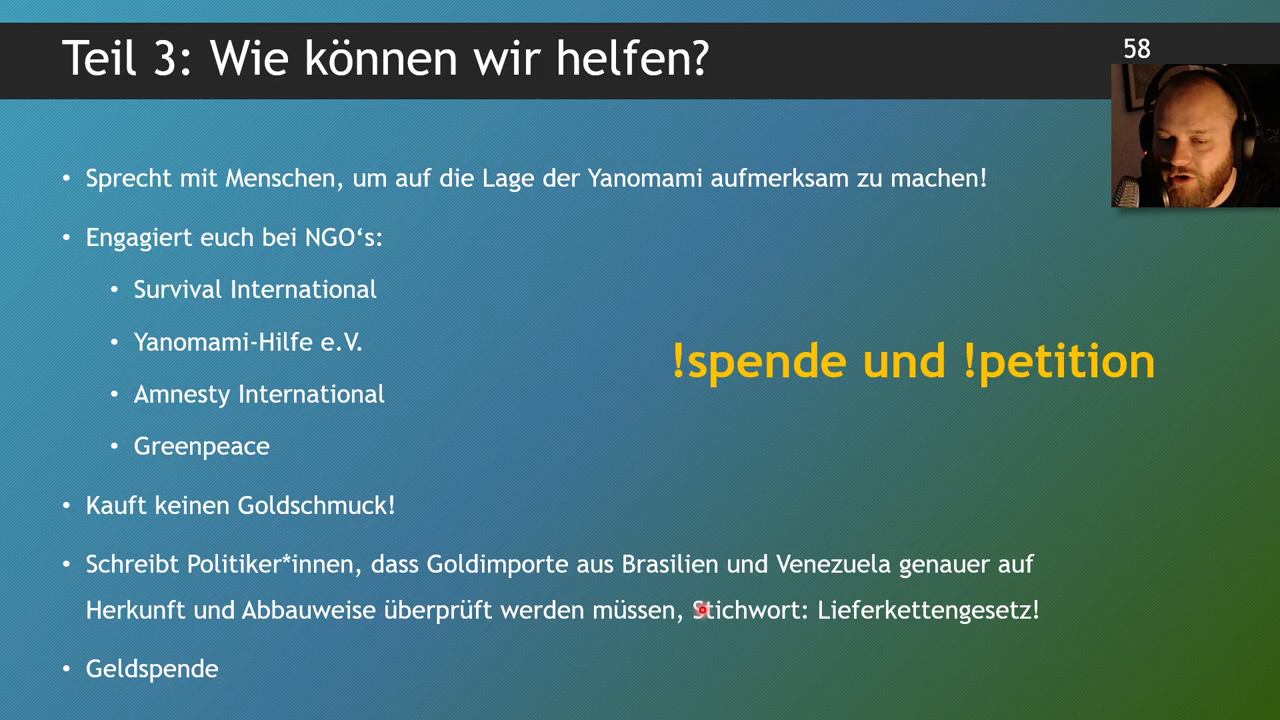 Teil 3: Wie können wir helfen?
58
• Sprecht mit Menschen, um auf die Lage der Yanomami aufmerksam zu machen!
• Engagiert euch bei NGO‘s:
• Survival International
• Yanomami-Hilfe e.V.
• Amnesty International
• Greenpeace
!spende und !petition
• Kauft keinen Goldschmuck!
• Schreibt Politiker*innen, dass Goldimporte aus Brasilien und Venezuela genauer auf
Herkunft und Abbauweise überprüft werden müssen, Stichwort: Lieferkettengesetz!
• Geldspende